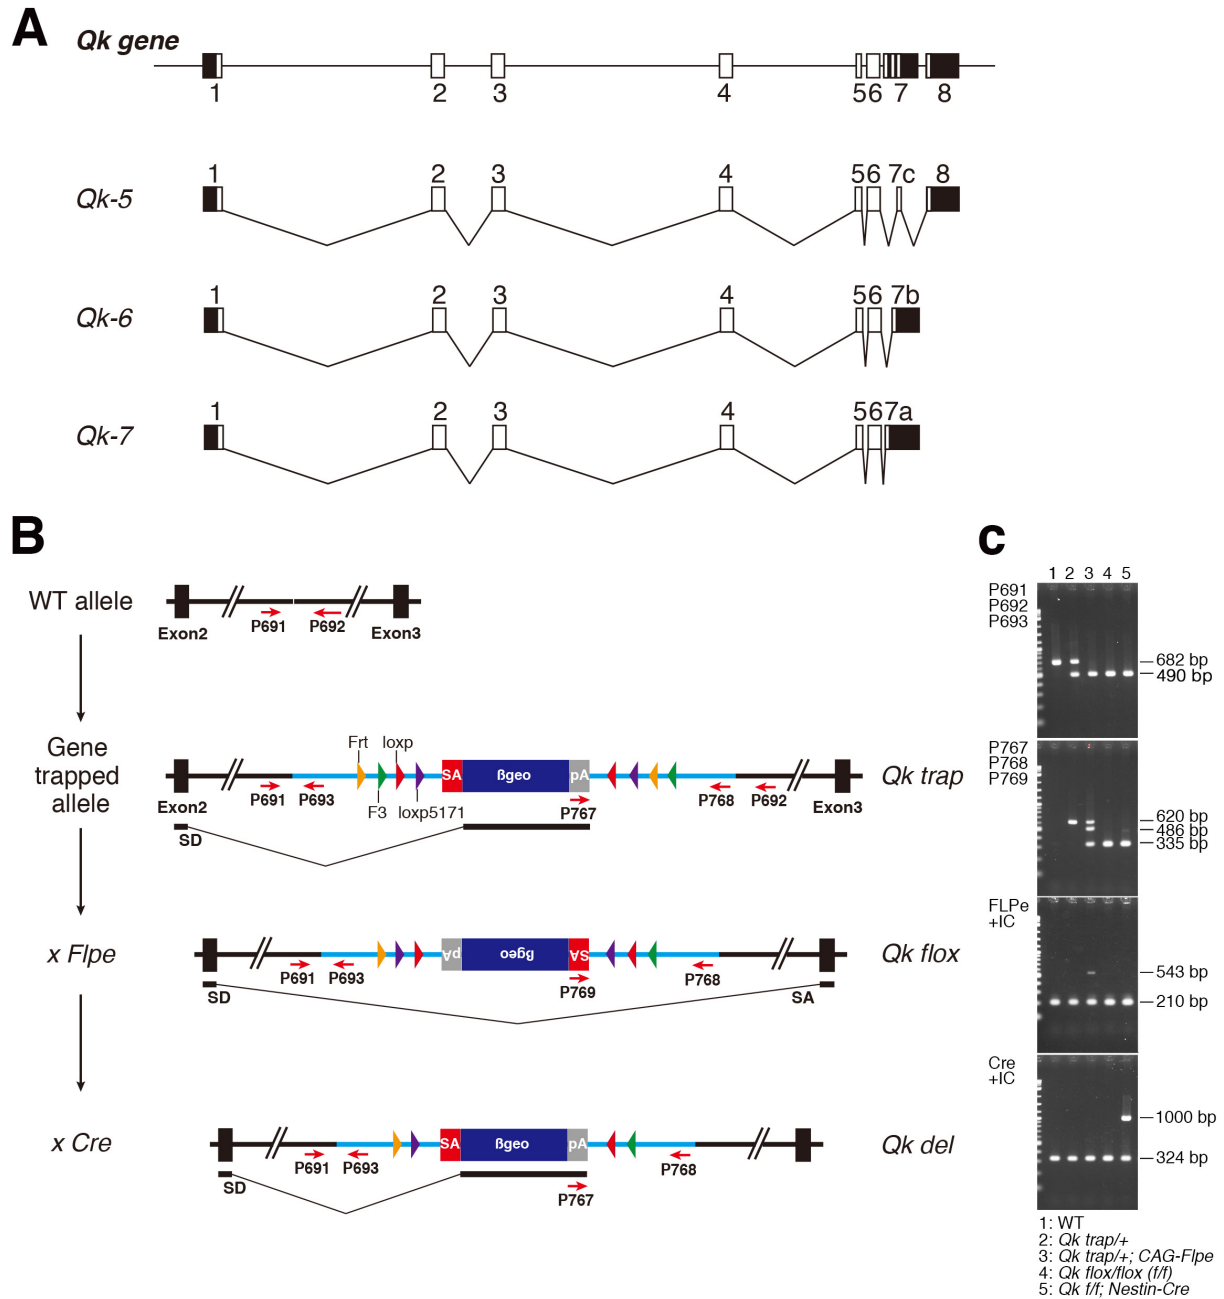 A
Qk gene
1 2 3 4 5 6 7 8
Qk-5
1 2 3 4 5 6 7c 8
Qk-6
1 2 3 4 5 6 7b
Qk-7
1 2 3 4 5 6 7a
B
WT allele
Exon2 P691 P692 Exon3
Gene
trapped
allele
Frt loxp
SA βgeo pA
Qk trap
Exon2 P691 P693 F3 loxp5171 P767 P768 P692 Exon3
SD
x Flpe
pA βgeo SA
Qk flox
P691 P693 P769 P768
SD SA
x Cre
SA βgeo pA
Qk del
P691 P693 P768
SD
P767
C
1 2 3 4 5
P691
P692
P693
682 bp
490 bp
P767
P768
P769
620 bp
486 bp
335 bp
FLPe
+IC
543 bp
210 bp
Cre
+IC
1000 bp
324 bp
1: WT
2: Qk trap/+
3: Qk trap/+; CAG-Flpe
4: Qk flox/flox (f/f)
5: Qk f/f; Nestin-Cre